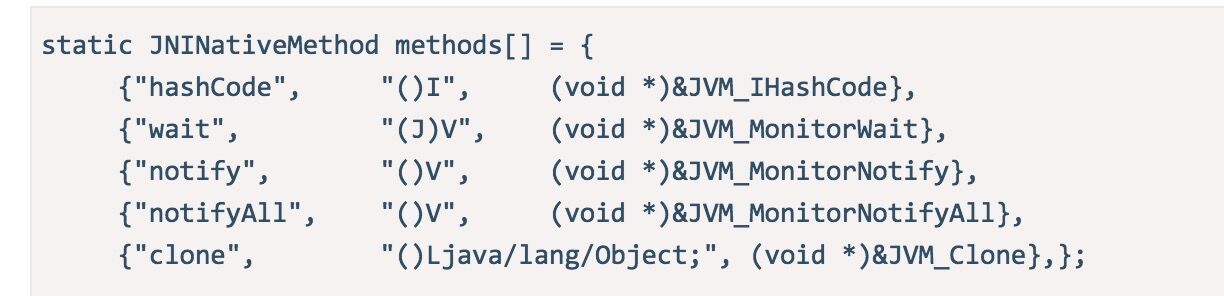 static JNINativeMethod methods[] = {
     {"hashCode",     "()I",     (void *)&JVM_IHashCode},
     {"wait",         "(J)V",    (void *)&JVM_MonitorWait},
     {"notify",       "()V",     (void *)&JVM_MonitorNotify},
     {"notifyAll",    "()V",     (void *)&JVM_MonitorNotifyAll},
     {"clone",        "()Ljava/lang/Object;", (void *)&JVM_Clone},};